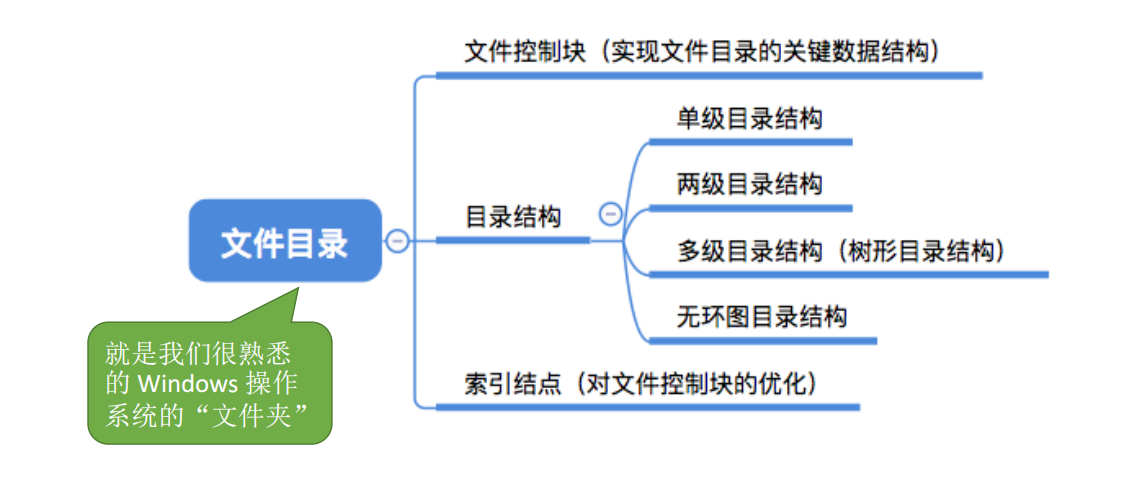 文件控制块（实现文件目录的关键数据结构）
单级目录结构
两级目录结构
目录结构
文件目录
多级目录结构（树形目录结构）
无环图目录结构
就是我们很熟悉
的 Windows 操作
系统的“文件夹”
索引结点（对文件控制块的优化）